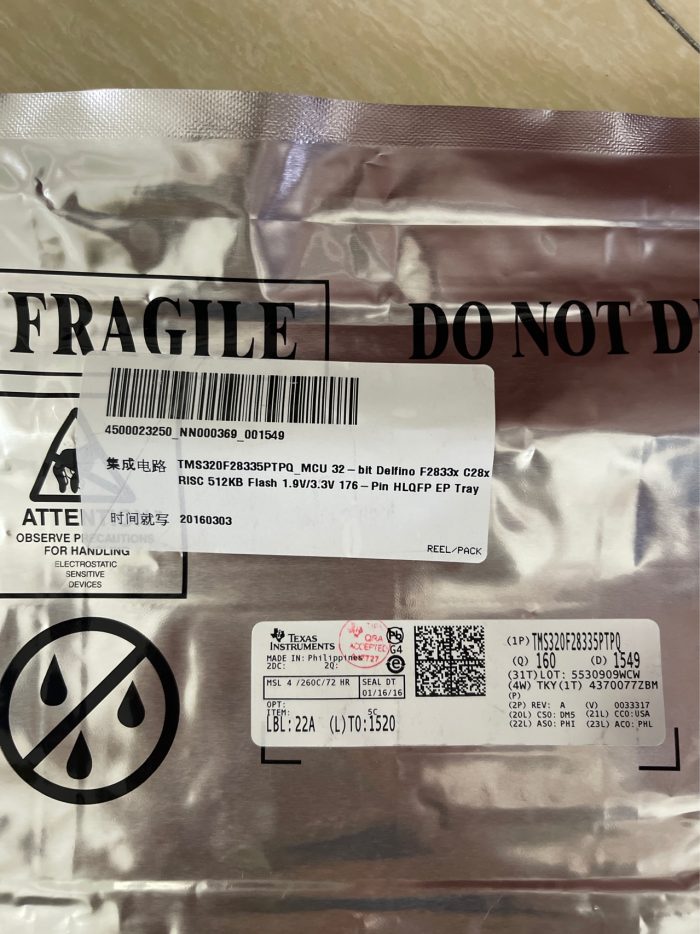 FRAGILE
DO NOT D
4500023250_NN000369_001549
集成电路 TMS320F28335PTPQ_MCU 32-bit Delfino F2833x C28x
RISC 512KB Flash 1.9V/3.3V 176-Pin HLQFP EP Tray
时间就写 20160303
REEL/PACK
ATTEN
OBSERVE PRECAUTIONS
FOR HANDLING
ELECTROSTATIC
SENSITIVE
DEVICES
TEXAS
INSTRUMENTS
QRA
ACCEPTED
Pb
G4
MADE IN: Philippines
2DC: 2Q:
MSL 4 /260C/72 HR
SEAL DT
01/16/16
OPT:
ITEM: 5C
LBL: 22A (L)TO:1520
(1P) TMS320F28335PTPQ
(Q) 160 (D) 1549
(31T)LOT: 5530909WCW
(4W) TKY(1T) 4370077ZBM
(P)
(2P) REV: A (V) 0033317
(20L) CSO: DM5 (21L) CCO:USA
(22L) ASO: PHI (23L) ACO: PHL